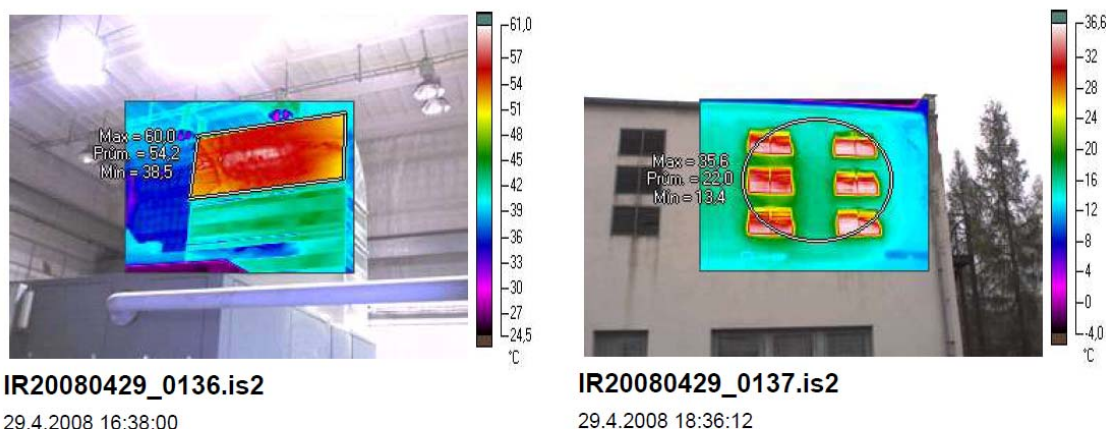 61,0
57
54
51
48
45
42
39
36
33
30
27
24,5
°C
Max = 60,0
Prům. = 54,2
Min = 38,5
IR20080429_0136.is2
29.4.2008 16:38:00
36,6
32
28
24
20
16
12
8
4
0
-4,0
°C
Max = 35,6
Prům. = 22,0
Min = 13,4
IR20080429_0137.is2
29.4.2008 18:36:12